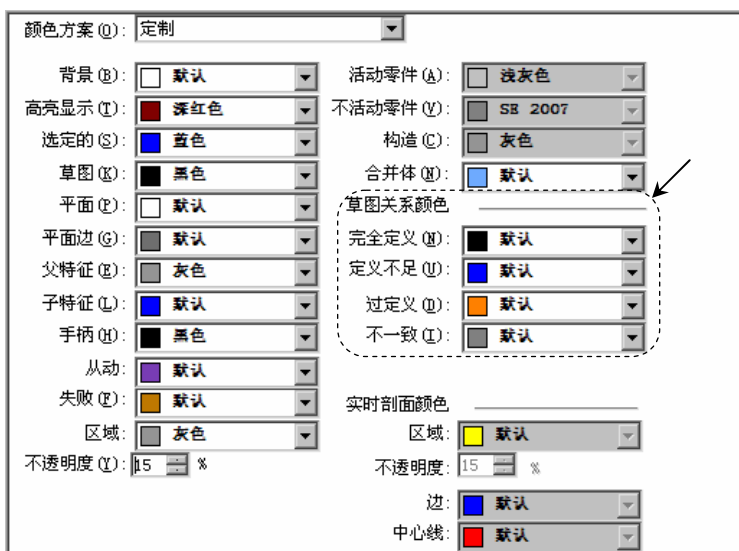 颜色方案(O): 定制
背景(B): 默认
高亮显示(T): 深红色
选定的(S): 蓝色
草图(K): 黑色
平面(P): 默认
平面边(G): 默认
父特征(E): 灰色
子特征(L): 默认
手柄(H): 黑色
从动: 默认
失败(F): 默认
区域: 灰色
不透明度(Y): 15 %
活动零件(A): 浅灰色
不活动零件(V): SE 2007
构造(C): 灰色
合并体(W): 默认
草图关系颜色
完全定义(N): 默认
定义不足(U): 默认
过定义(D): 默认
不一致(I): 默认
实时剖面颜色
区域: 默认
不透明度: 15 %
边: 默认
中心线: 默认